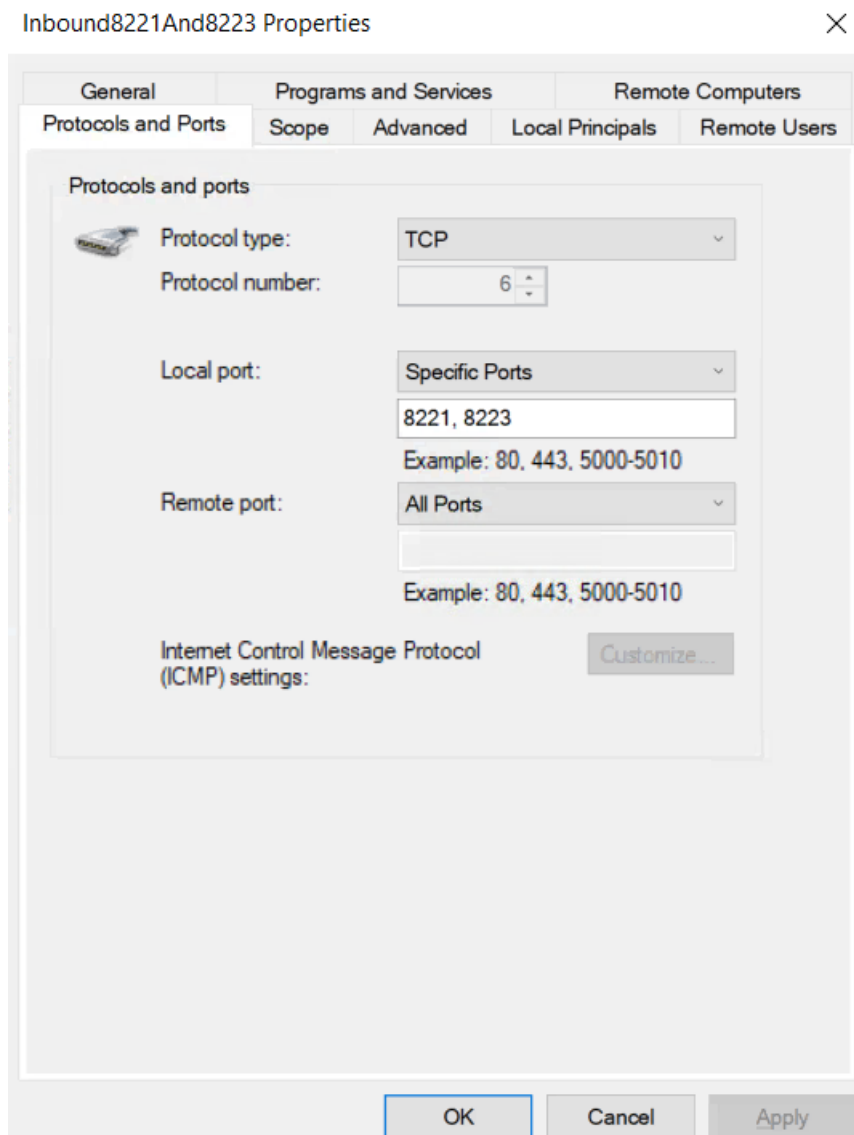 Inbound8221And8223 Properties
General Programs and Services Remote Computers
Protocols and Ports Scope Advanced Local Principals Remote Users
Protocols and ports
Protocol type: TCP
Protocol number: 6
Local port: Specific Ports
8221, 8223
Example: 80, 443, 5000-5010
Remote port: All Ports
Example: 80, 443, 5000-5010
Internet Control Message Protocol Customize...
(ICMP) settings:
OK Cancel Apply